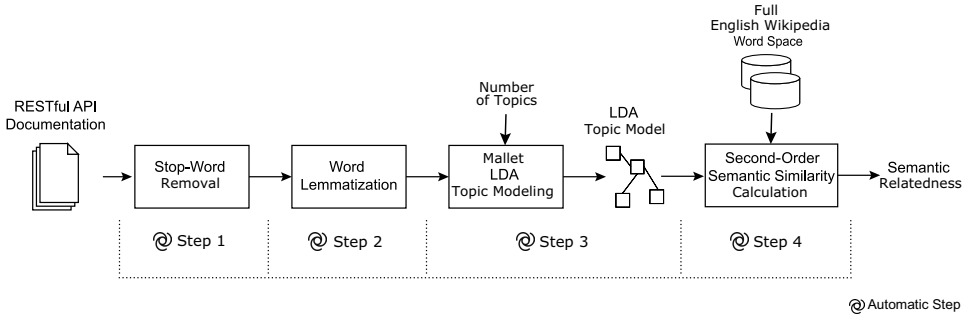 Full
English Wikipedia
Word Space
Number
of Topics
RESTful API
Documentation
LDA
Topic Model
Stop-Word
Removal
Word
Lemmatization
Mallet
LDA
Topic Modeling
Second-Order
Semantic Similarity
Calculation
Semantic
Relatedness
Step 1
Step 2
Step 3
Step 4
Automatic Step